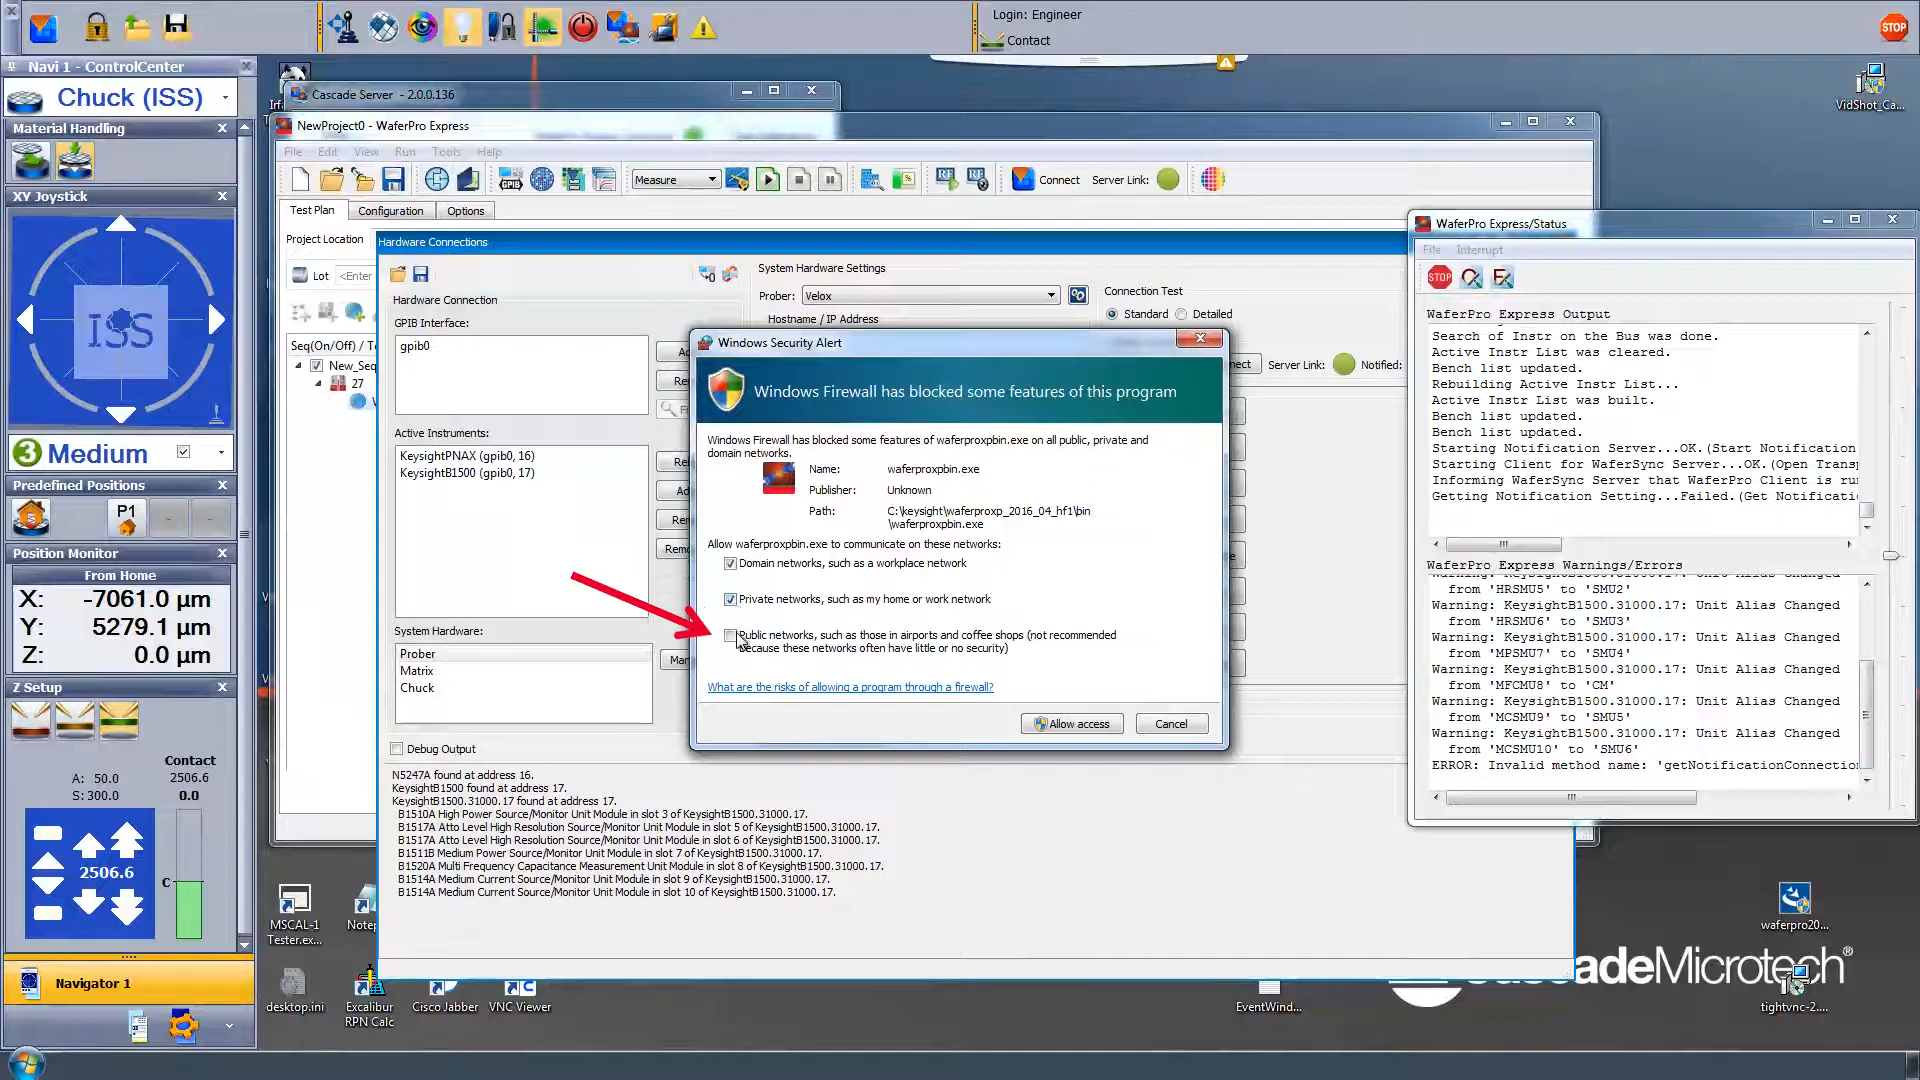 Login: Engineer
Contact
STOP
Navi 1 - ControlCenter
Chuck (ISS)
Material Handling
XY Joystick
ISS
3 Medium
Predefined Positions
P1
Position Monitor
From Home
X: -7061.0 µm
Y: 5279.1 µm
Z: 0.0 µm
Z Setup
Contact
A: 50.0 2506.6
S: 300.0 0.0
2506.6
C
Navigator 1
Cascade Server - 2.0.0.136
NewProject0 - WaferPro Express
File Edit View Run Tools Help
GPIB
Measure
RF
Connect Server Link:
Test Plan Configuration Options
Project Location
Lot <Enter
Seq(On/Off) / T
New_Seq
27
Hardware Connections
Hardware Connection
GPIB Interface:
gpib0
Active Instruments:
KeysightPNAX (gpib0, 16)
KeysightB1500 (gpib0, 17)
System Hardware:
Prober
Matrix
Chuck
Debug Output
System Hardware Settings
Prober: Velox
Hostname / IP Address
Connection Test
Standard Detailed
nect Server Link: Notified:
N5247A found at address 16.
KeysightB1500 found at address 17.
KeysightB1500.31000.17 found at address 17.
B1510A High Power Source/Monitor Unit Module in slot 3 of KeysightB1500.31000.17.
B1517A Atto Level High Resolution Source/Monitor Unit Module in slot 5 of KeysightB1500.31000.17.
B1517A Atto Level High Resolution Source/Monitor Unit Module in slot 6 of KeysightB1500.31000.17.
B1511B Medium Power Source/Monitor Unit Module in slot 7 of KeysightB1500.31000.17.
B1520A Multi Frequency Capacitance Measurement Unit Module in slot 8 of KeysightB1500.31000.17.
B1514A Medium Current Source/Monitor Unit Module in slot 9 of KeysightB1500.31000.17.
B1514A Medium Current Source/Monitor Unit Module in slot 10 of KeysightB1500.31000.17.
Windows Security Alert
Windows Firewall has blocked some features of this program
Windows Firewall has blocked some features of waferproxpbin.exe on all public, private and
domain networks.
Name: waferproxpbin.exe
Publisher: Unknown
Path: C:\keysight\waferproxp_2016_04_hf1\bin
\waferproxpbin.exe
Allow waferproxpbin.exe to communicate on these networks:
Domain networks, such as a workplace network
Private networks, such as my home or work network
Public networks, such as those in airports and coffee shops (not recommended
because these networks often have little or no security)
What are the risks of allowing a program through a firewall?
Allow access Cancel
WaferPro Express/Status
File Interrupt
STOP
WaferPro Express Output
Search of Instr on the Bus was done.
Active Instr List was cleared.
Bench list updated.
Rebuilding Active Instr List...
Active Instr List was built.
Bench list updated.
Bench list updated.
Starting Notification Server...OK.(Start Notification
Starting Client for WaferSync Server...OK.(Open Transp
Informing WaferSync Server that WaferPro Client is run
Getting Notification Setting...Failed.(Get Notificatio
WaferPro Express Warnings/Errors
Warning: KeysightB1500.31000.17: Unit Alias Changed
from 'HRSMU5' to 'SMU2'
Warning: KeysightB1500.31000.17: Unit Alias Changed
from 'HRSMU6' to 'SMU3'
Warning: KeysightB1500.31000.17: Unit Alias Changed
from 'MPSMU7' to 'SMU4'
Warning: KeysightB1500.31000.17: Unit Alias Changed
from 'MFCMU8' to 'CM'
Warning: KeysightB1500.31000.17: Unit Alias Changed
from 'MCSMU9' to 'SMU5'
Warning: KeysightB1500.31000.17: Unit Alias Changed
from 'MCSMU10' to 'SMU6'
ERROR: Invalid method name: 'getNotificationConnectio
VidShot_Ca...
MSCAL-1
Tester.ex...
Notep
desktop.ini
Excalibur
RPN Calc
Cisco Jabber
VNC Viewer
EventWind...
waferpro20...
cadeMicrotech®
tightvnc-2....